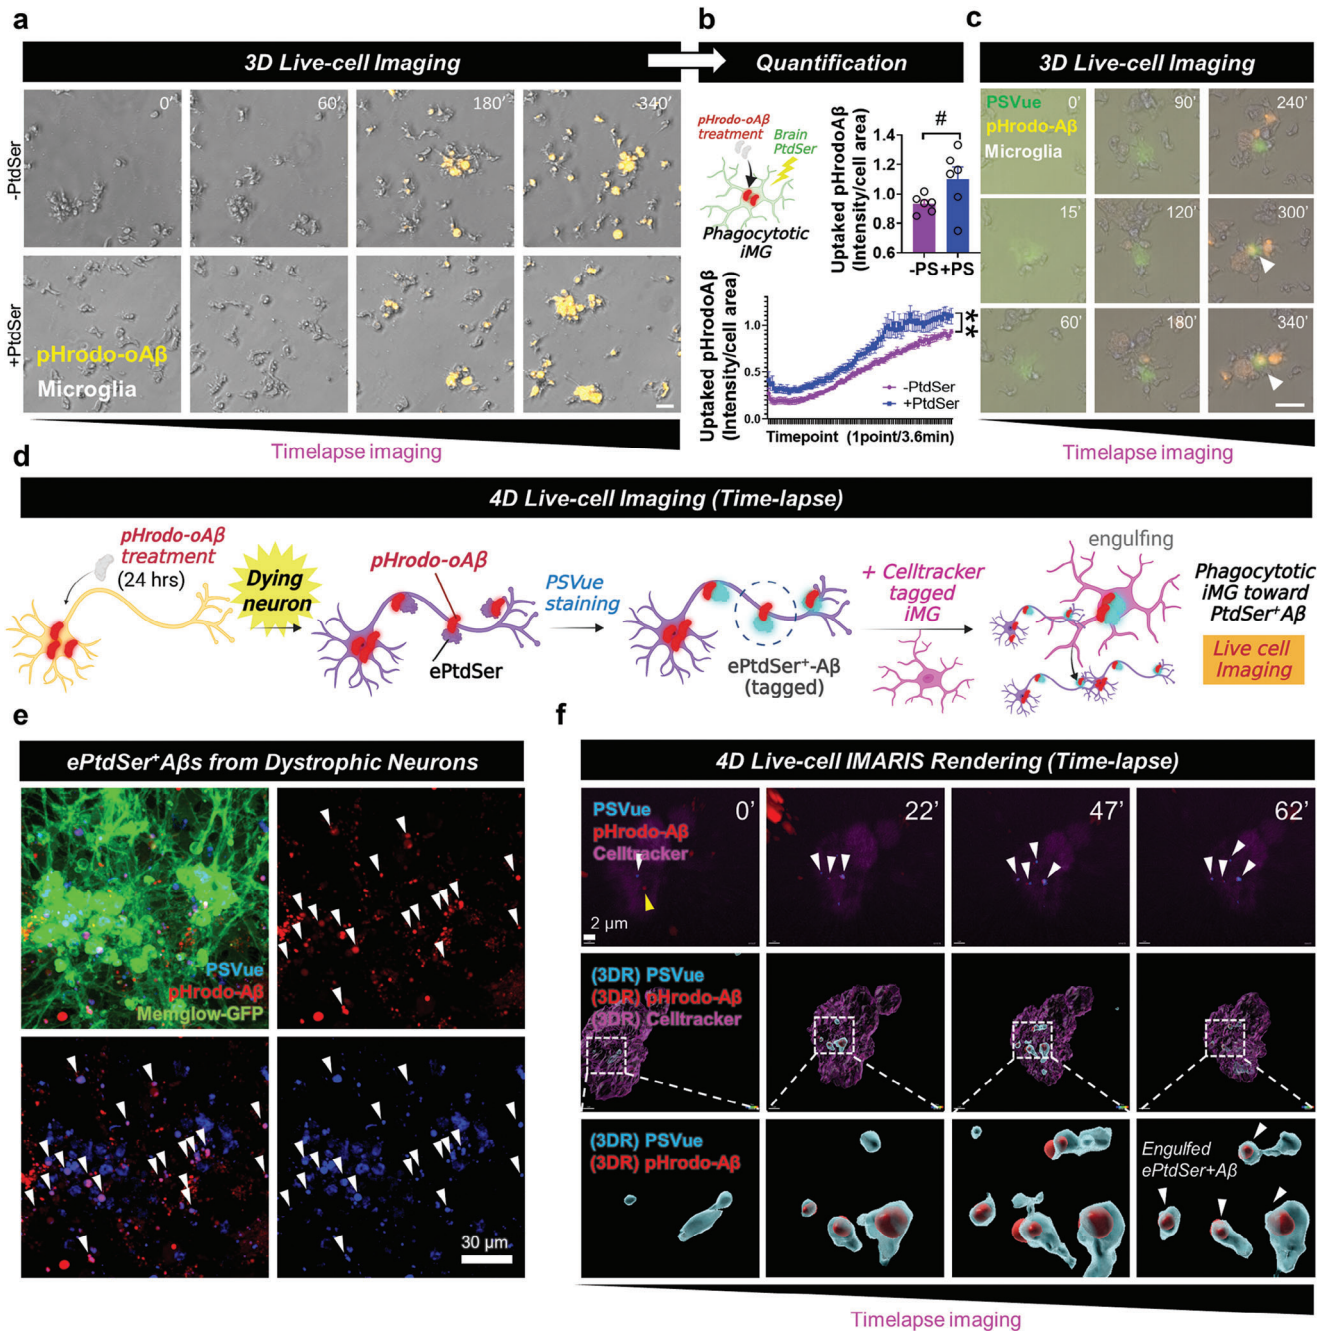 a
3D Live-cell Imaging
0’
60’
180’
340’
-PtdSer
+PtdSer
pHrodo-oAβ
Microglia
Timelapse imaging
b
Quantification
pHrodo-oAβ
treatment
Brain
PtdSer
Phagocytotic
iMG
Uptaked pHrodoAβ
(Intensity/cell area)
1.4
1.2
1.0
0.8
0.6
#
-PS
+PS
Uptaked pHrodoAβ
(Intensity/cell area)
1.0
0.5
0.0
**
-PtdSer
+PtdSer
Timepoint (1point/3.6min)
c
3D Live-cell Imaging
PSVue
pHrodo-Aβ
Microglia
0’
90’
240’
15’
120’
300’
60’
180’
340’
Timelapse imaging
d
4D Live-cell Imaging (Time-lapse)
pHrodo-oAβ
treatment
(24 hrs)
Dying
neuron
pHrodo-oAβ
ePtdSer
PSVue
staining
ePtdSer⁺-Aβ
(tagged)
+ Celltracker
tagged
iMG
engulfing
Phagocytotic
iMG toward
PtdSer⁺Aβ
Live cell
Imaging
e
ePtdSer⁺Aβs from Dystrophic Neurons
PSVue
pHrodo-Aβ
Memglow-GFP
30 μm
f
4D Live-cell IMARIS Rendering (Time-lapse)
PSVue
pHrodo-Aβ
Celltracker
0’
22’
47’
62’
2 μm
(3DR) PSVue
(3DR) pHrodo-Aβ
(3DR) Celltracker
(3DR) PSVue
(3DR) pHrodo-Aβ
Engulfed
ePtdSer+Aβ
Timelapse imaging